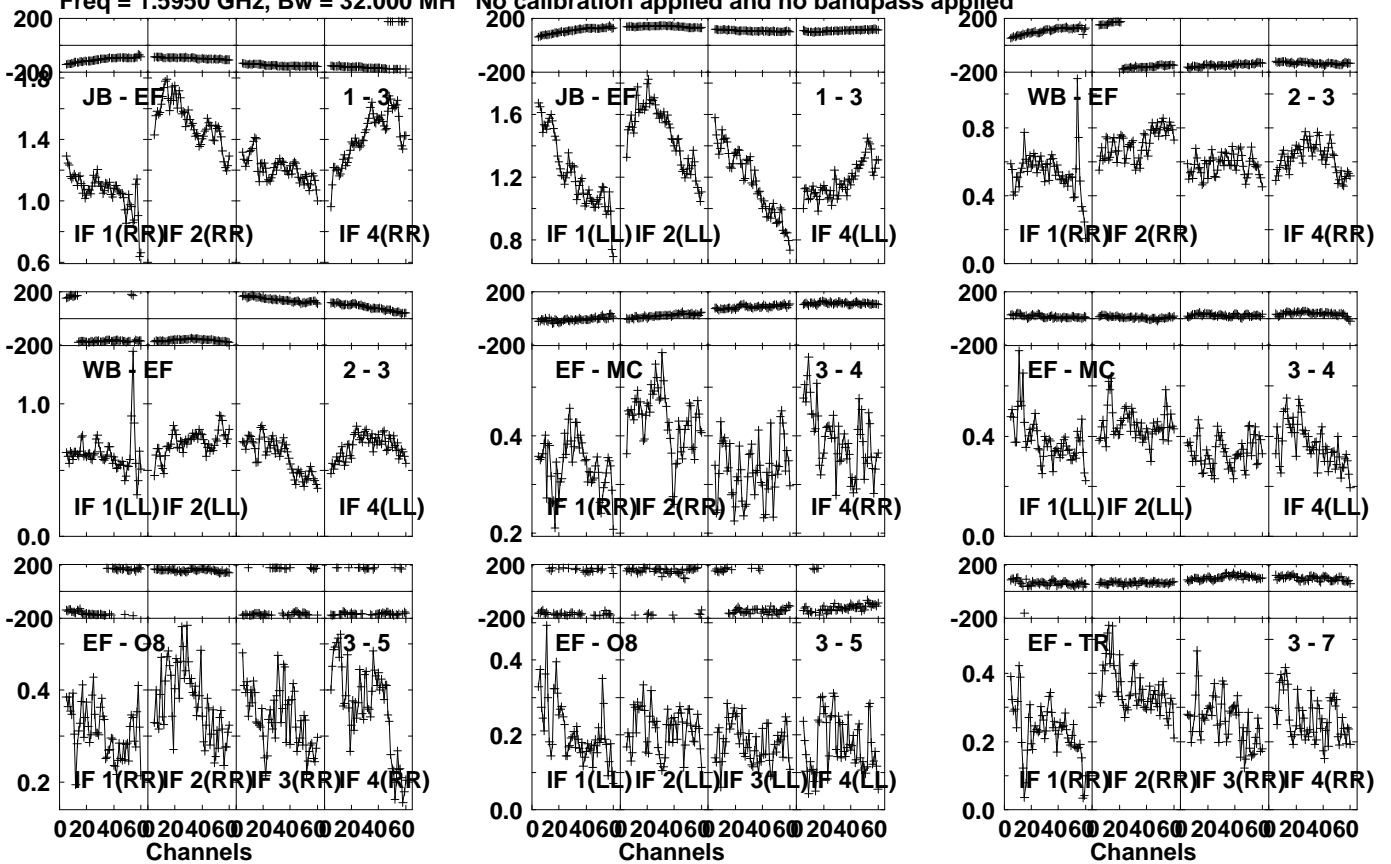 Freq = 1.5950 GHz, Bw = 32.000 MH No calibration applied and no bandpass applied
200
-200
1.8
1.4
1.0
0.6
JB - EF 1 - 3
IF 1(RR) IF 2(RR) IF 4(RR)
200
-200
1.6
1.2
0.8
JB - EF 1 - 3
IF 1(LL) IF 2(LL) IF 4(LL)
200
-200
0.8
0.4
0.0
WB - EF 2 - 3
IF 1(RR) IF 2(RR) IF 4(RR)
200
-200
1.0
0.0
WB - EF 2 - 3
IF 1(LL) IF 2(LL) IF 4(LL)
200
-200
0.4
0.2
EF - MC 3 - 4
IF 1(RR) IF 2(RR) IF 4(RR)
200
-200
0.4
0.0
EF - MC 3 - 4
IF 1(LL) IF 2(LL) IF 4(LL)
200
-200
0.4
0.2
EF - O8 3 - 5
IF 1(RR) IF 2(RR) IF 3(RR) IF 4(RR)
0 20 40 60 0 20 40 60 0 20 40 60 0 20 40 60
Channels
200
-200
0.4
0.2
0.0
EF - O8 3 - 5
IF 1(LL) IF 2(LL) IF 3(LL) IF 4(LL)
0 20 40 60 0 20 40 60 0 20 40 60 0 20 40 60
Channels
200
-200
0.4
0.2
0.0
EF - TR 3 - 7
IF 1(RR) IF 2(RR) IF 3(RR) IF 4(RR)
0 20 40 60 0 20 40 60 0 20 40 60 0 20 40 60
Channels